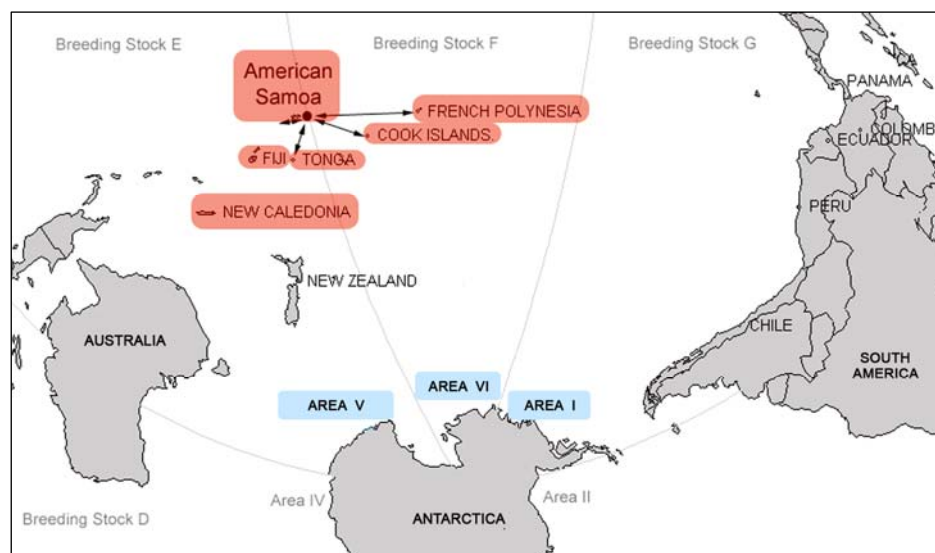 Breeding Stock E
Breeding Stock F
Breeding Stock G
American
Samoa
PANAMA
FRENCH POLYNESIA
COOK ISLANDS.
COLOMB
ECUADOR
FIJI
TONGA
NEW CALEDONIA
PERU
NEW ZEALAND
AUSTRALIA
CHILE
SOUTH
AMERICA
AREA VI
AREA V
AREA I
Area IV
Area II
Breeding Stock D
ANTARCTICA